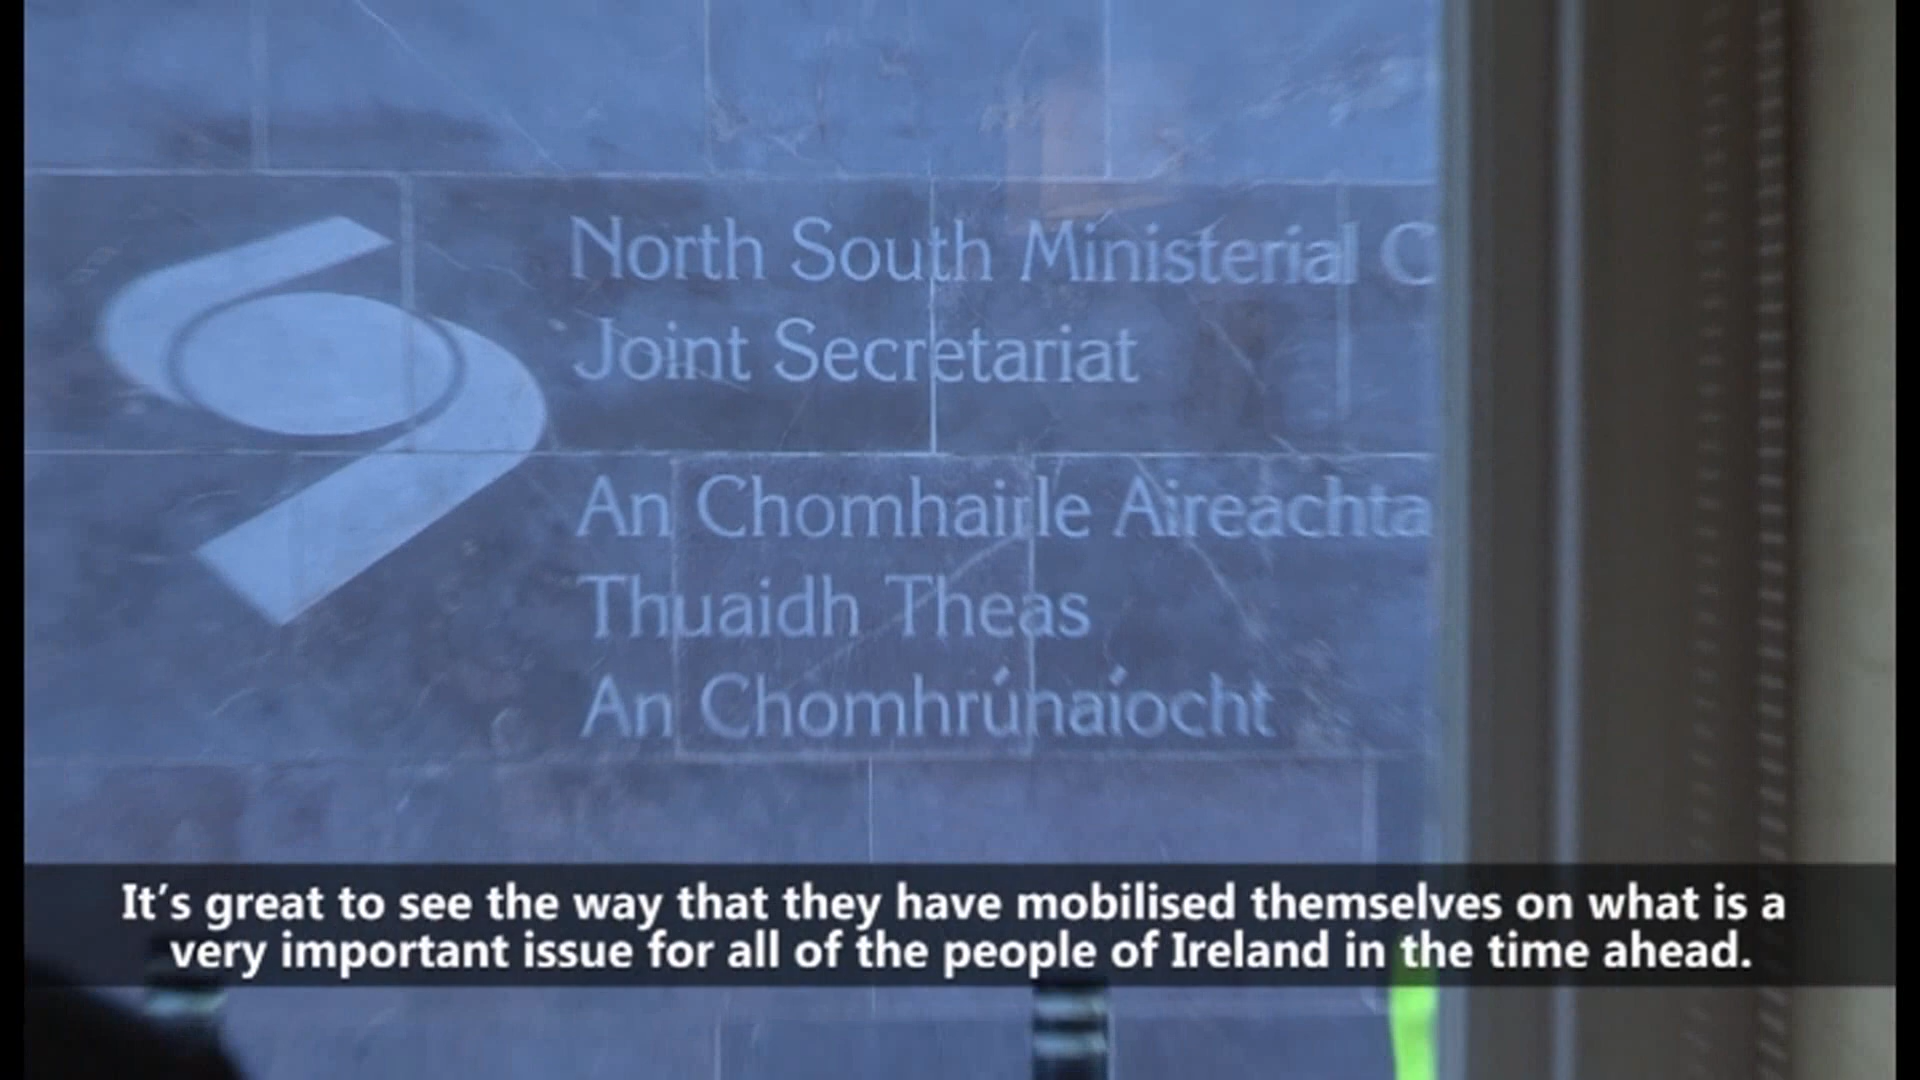 North South Ministerial C
Joint Secretariat
An Chomhairle Aireachta
Thuaidh Theas
An Chomhrúnaíocht
It’s great to see the way that they have mobilised themselves on what is a
very important issue for all of the people of Ireland in the time ahead.